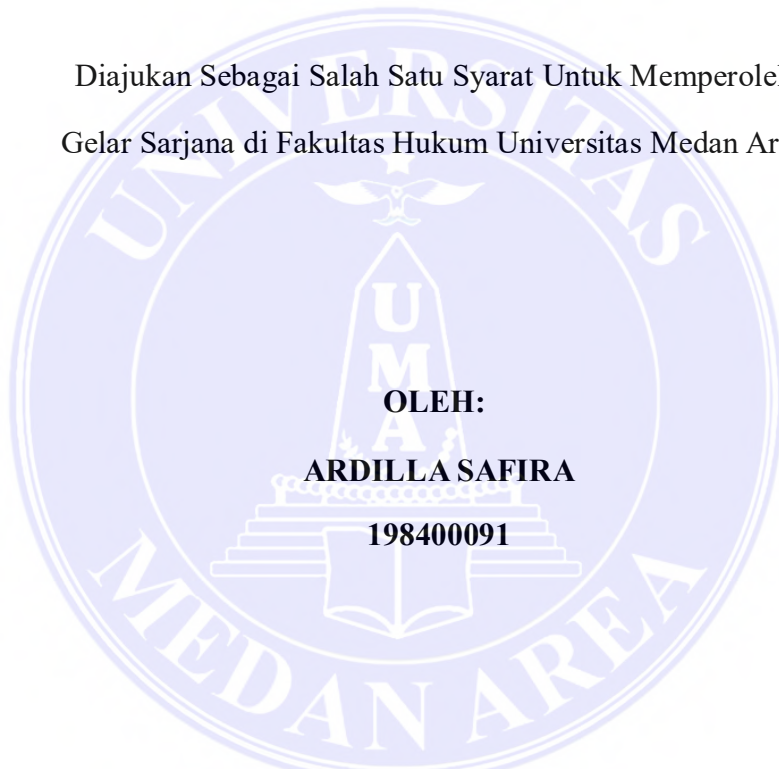 Diajukan Sebagai Salah Satu Syarat Untuk Memperoleh
Gelar Sarjana di Fakultas Hukum Universitas Medan Ar
UNIVERSITAS
U
M
A
OLEH:
ARDILLA SAFIRA
198400091
MEDAN AREA